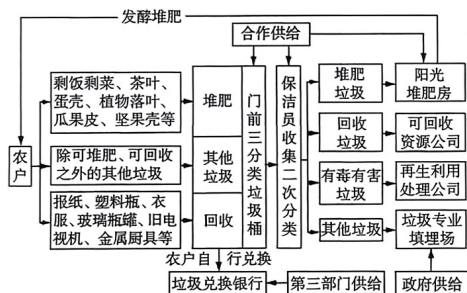 发酵堆肥
合作供给
剩饭剩菜、茶叶、
蛋壳、植物落叶、
瓜果皮、坚果壳等
堆肥
门前三分类垃圾桶
保洁员收集二次分类
堆肥
垃圾
阳光
堆肥房
农户
除可堆肥、可回收
之外的其他垃圾
其他
垃圾
回收
垃圾
可回收
资源公司
报纸、塑料瓶、衣
服、玻璃瓶罐、旧电
视机、金属厨具等
回收
有毒有害
垃圾
再生利用
处理公司
其他垃圾
垃圾专业
填埋场
农户自 行兑换
垃圾兑换银行
第三部门供给
政府供给